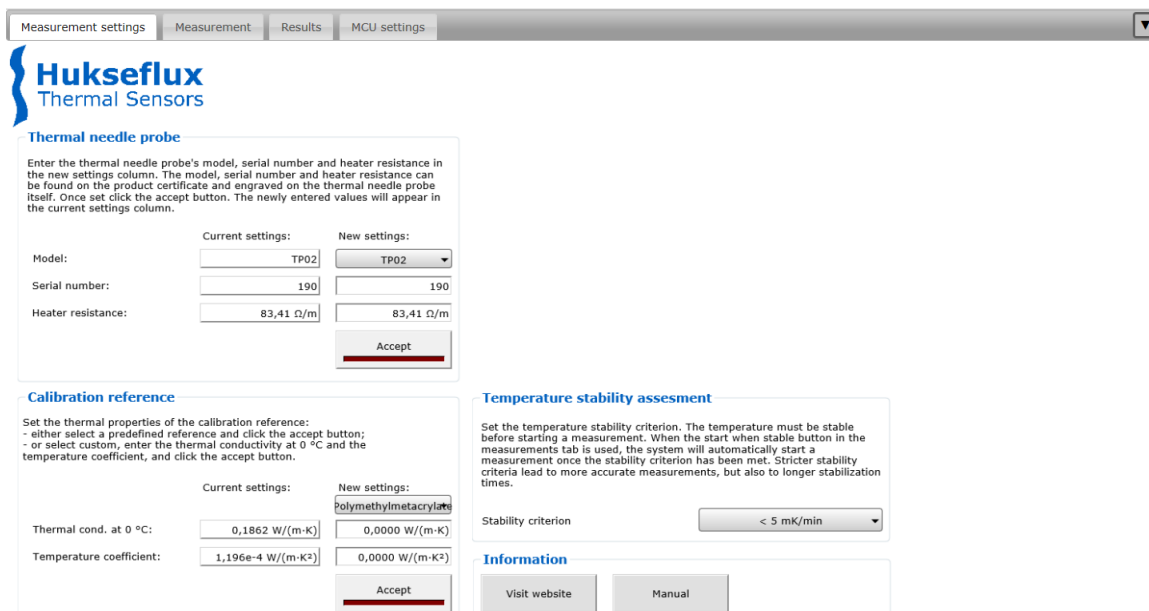 Measurement settings
Measurement
Results
MCU settings
Hukseflux
Thermal Sensors
Thermal needle probe
Enter the thermal needle probe's model, serial number and heater resistance in
the new settings column. The model, serial number and heater resistance can
be found on the product certificate and engraved on the thermal needle probe
itself. Once set click the accept button. The newly entered values will appear in
the current settings column.
Current settings: New settings:
Model: TP02 TP02
Serial number: 190 190
Heater resistance: 83,41 Ω/m 83,41 Ω/m
Accept
Calibration reference
Set the thermal properties of the calibration reference:
- either select a predefined reference and click the accept button;
- or select custom, enter the thermal conductivity at 0 °C and the
temperature coefficient, and click the accept button.
Current settings: New settings:
Polymethylmetacrylate
Thermal cond. at 0 °C: 0,1862 W/(m·K) 0,0000 W/(m·K)
Temperature coefficient: 1,196e-4 W/(m·K²) 0,0000 W/(m·K²)
Accept
Temperature stability assesment
Set the temperature stability criterion. The temperature must be stable
before starting a measurement. When the start when stable button in the
measurements tab is used, the system will automatically start a
measurement once the stability criterion has been met. Stricter stability
criteria lead to more accurate measurements, but also to longer stabilization
times.
Stability criterion < 5 mK/min
Information
Visit website
Manual